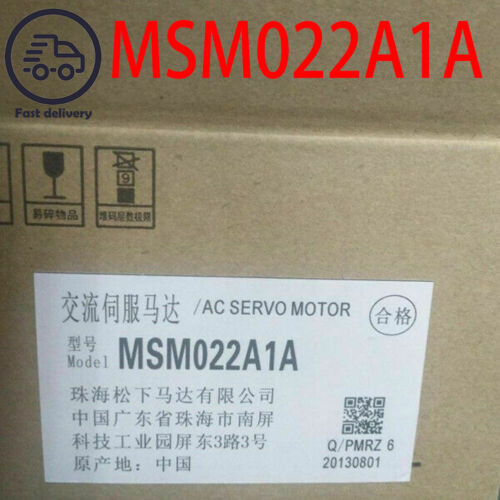 MSM022A1A
Fast delivery
9
易碎物品
堆码层数极限
交流伺服马达 /AC SERVO MOTOR 合格
型号
Model MSM022A1A
珠海松下马达有限公司
中国广东省珠海市南屏
科技工业园屏东3路3号
原产地: 中国
Q/PMRZ 6
20130801